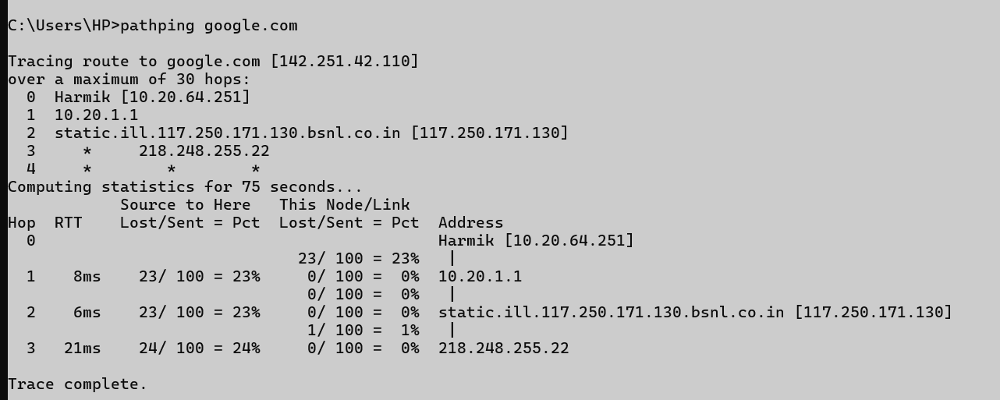 C:\Users\HP>pathping google.com
Tracing route to google.com [142.251.42.110]
over a maximum of 30 hops:
  0  Harmik [10.20.64.251]
  1  10.20.1.1
  2  static.ill.117.250.171.130.bsnl.co.in [117.250.171.130]
  3     *     218.248.255.22
  4     *        *        *
Computing statistics for 75 seconds...
            Source to Here   This Node/Link
Hop  RTT    Lost/Sent = Pct  Lost/Sent = Pct  Address
  0                                           Harmik [10.20.64.251]
                               23/ 100 = 23%   |
  1    8ms    23/ 100 = 23%     0/ 100 =  0%  10.20.1.1
                                0/ 100 =  0%   |
  2    6ms    23/ 100 = 23%     0/ 100 =  0%  static.ill.117.250.171.130.bsnl.co.in [117.250.171.130]
                                1/ 100 =  1%   |
  3   21ms    24/ 100 = 24%     0/ 100 =  0%  218.248.255.22
Trace complete.